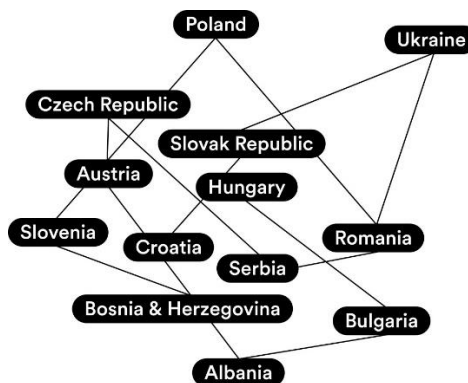 Poland
Ukraine
Czech Republic
Slovak Republic
Austria
Hungary
Slovenia
Croatia
Romania
Serbia
Bosnia & Herzegovina
Bulgaria
Albania